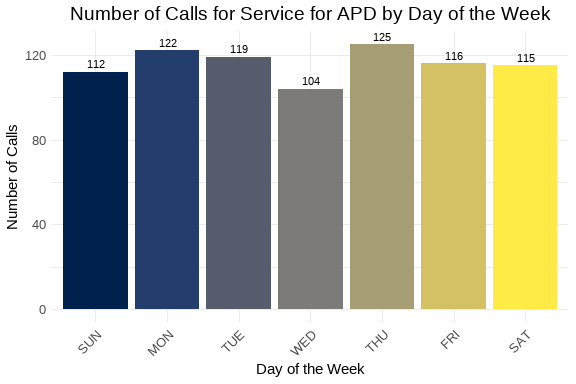 Number of Calls for Service for APD by Day of the Week
Number of Calls
120
80
40
0
112
122
119
104
125
116
115
SUN
MON
TUE
WED
THU
FRI
SAT
Day of the Week